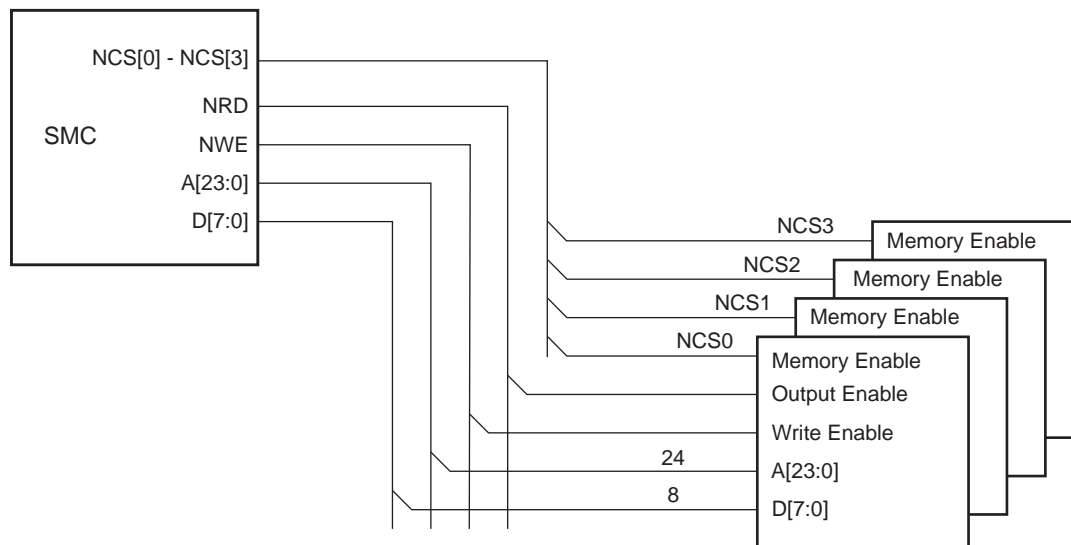 NCS[0] - NCS[3]
NRD
SMC
NWE
A[23:0]
D[7:0]
NCS3
Memory Enable
NCS2
Memory Enable
NCS1
Memory Enable
NCS0
Memory Enable
Output Enable
Write Enable
24
A[23:0]
8
D[7:0]